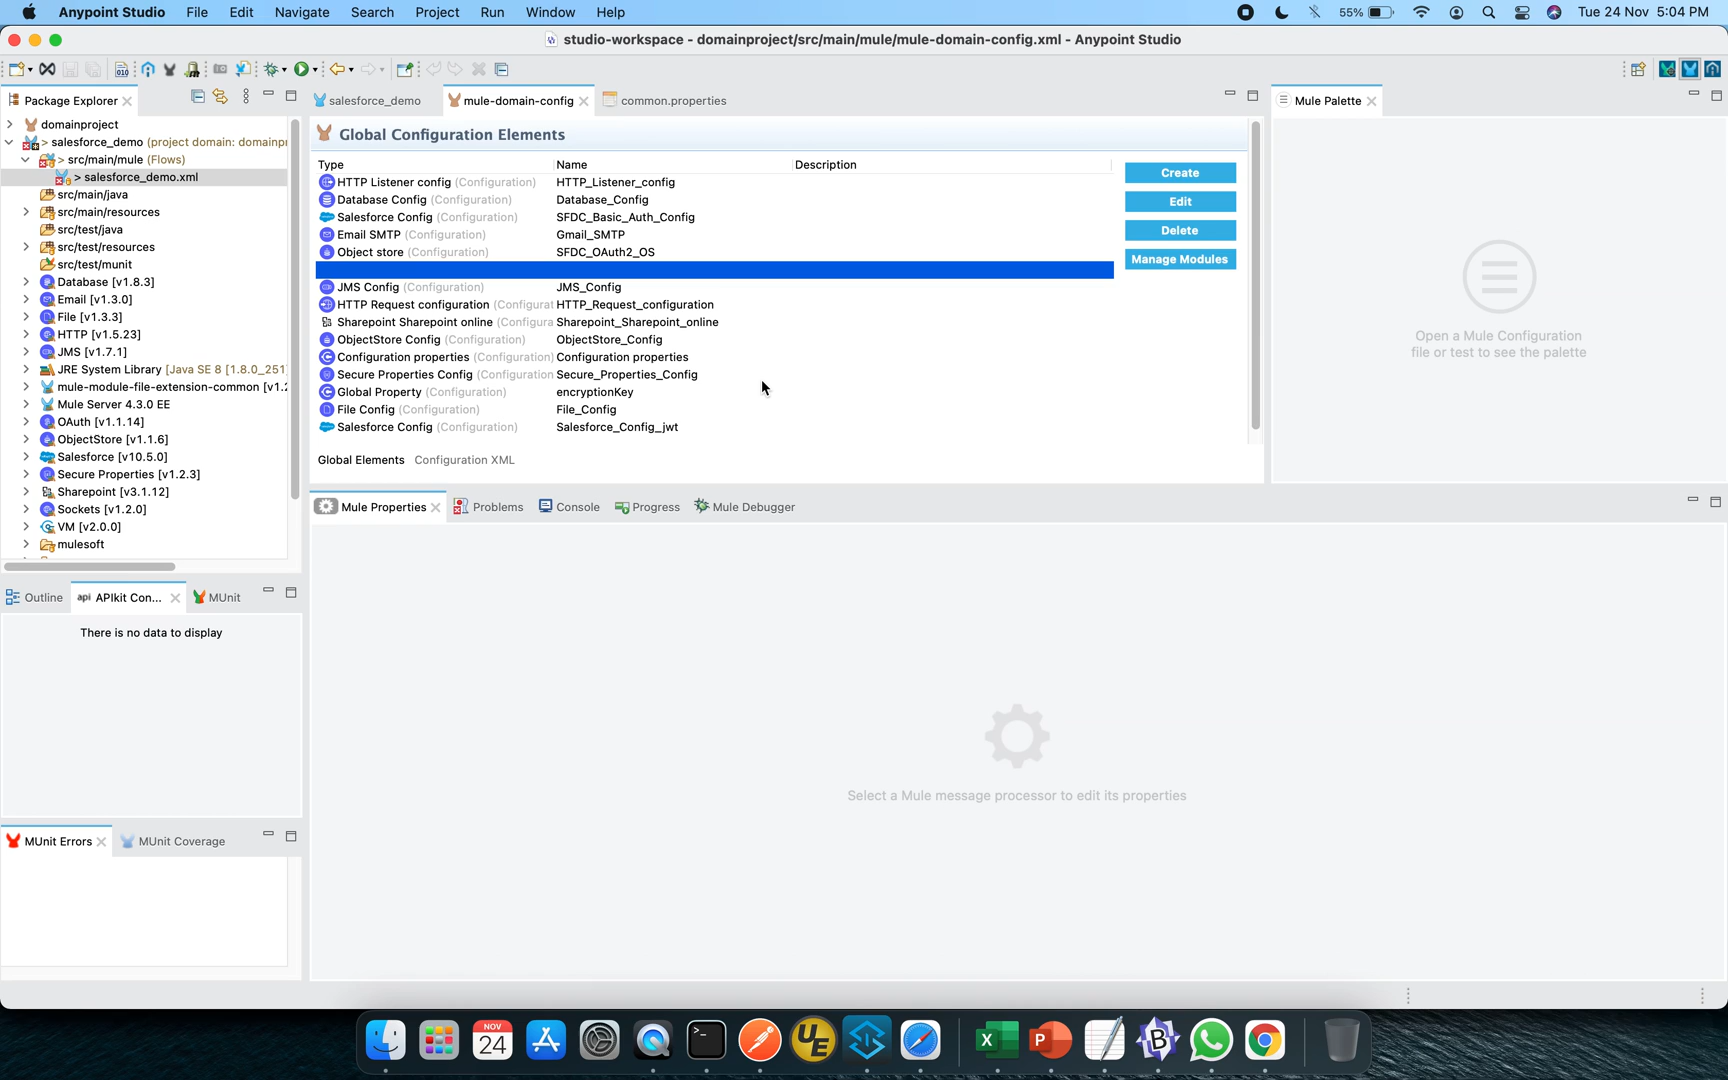 Anypoint Studio File Edit Navigate Search Project Run Window Help 55% Tue 24 Nov 5:04 PM
studio-workspace - domainproject/src/main/mule/mule-domain-config.xml - Anypoint Studio
Package Explorer
domainproject
> salesforce_demo (project domain: domainpr
> src/main/mule (Flows)
> salesforce_demo.xml
src/main/java
src/main/resources
src/test/java
src/test/resources
src/test/munit
Database [v1.8.3]
Email [v1.3.0]
File [v1.3.3]
HTTP [v1.5.23]
JMS [v1.7.1]
JRE System Library [Java SE 8 [1.8.0_251]
mule-module-file-extension-common [v1.2
Mule Server 4.3.0 EE
OAuth [v1.1.14]
ObjectStore [v1.1.6]
Salesforce [v10.5.0]
Secure Properties [v1.2.3]
Sharepoint [v3.1.12]
Sockets [v1.2.0]
VM [v2.0.0]
mulesoft
salesforce_demo mule-domain-config common.properties
Global Configuration Elements
Type Name Description
HTTP Listener config (Configuration) HTTP_Listener_config
Database Config (Configuration) Database_Config
Salesforce Config (Configuration) SFDC_Basic_Auth_Config
Email SMTP (Configuration) Gmail_SMTP
Object store (Configuration) SFDC_OAuth2_OS
JMS Config (Configuration) JMS_Config
HTTP Request configuration (Configurat HTTP_Request_configuration
Sharepoint Sharepoint online (Configura Sharepoint_Sharepoint_online
ObjectStore Config (Configuration) ObjectStore_Config
Configuration properties (Configuration) Configuration properties
Secure Properties Config (Configuration Secure_Properties_Config
Global Property (Configuration) encryptionKey
File Config (Configuration) File_Config
Salesforce Config (Configuration) Salesforce_Config_jwt
Create
Edit
Delete
Manage Modules
Global Elements Configuration XML
Mule Palette
Open a Mule Configuration
file or test to see the palette
Mule Properties Problems Console Progress Mule Debugger
Select a Mule message processor to edit its properties
Outline api APIkit Con... MUnit
There is no data to display
MUnit Errors MUnit Coverage
NOV
24
UE
X
P
B